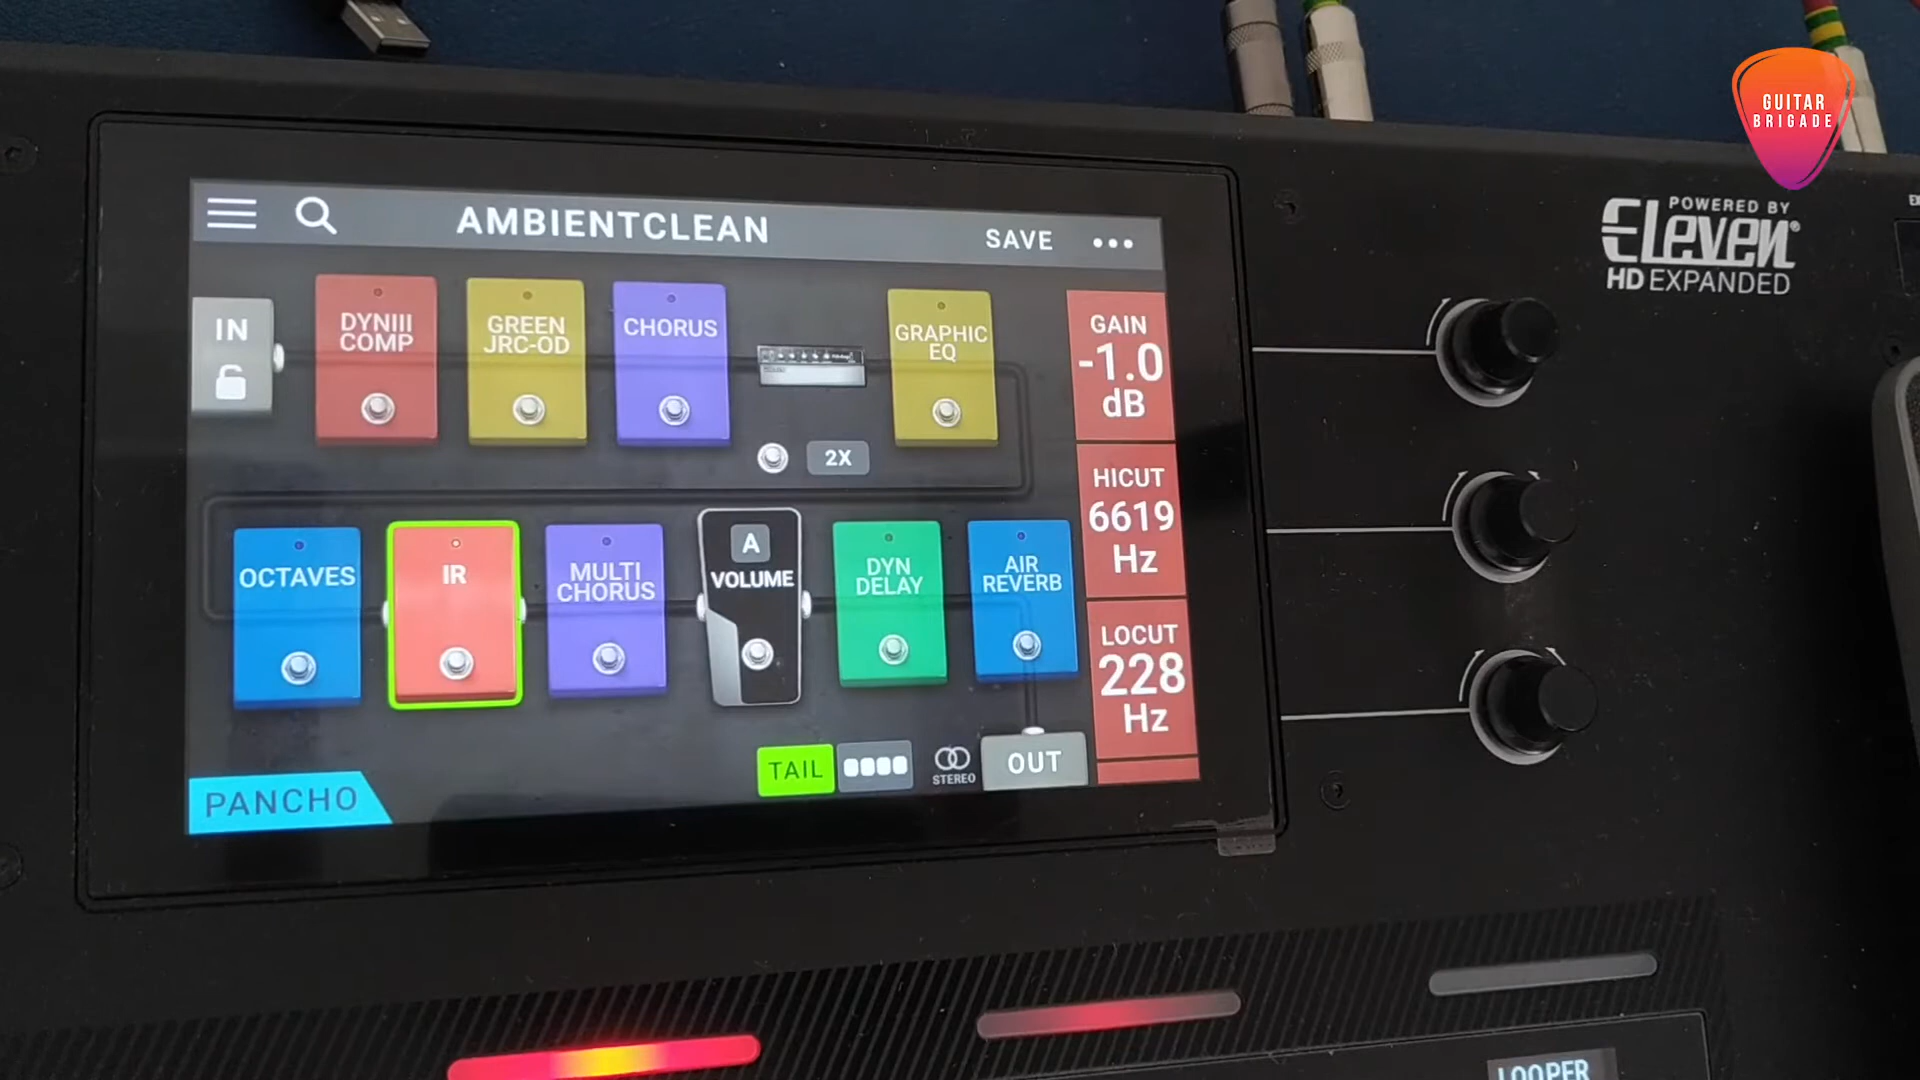 GUITAR
BRIGADE
POWERED BY
ELEVEN®
HD EXPANDED
AMBIENTCLEAN
SAVE
IN
DYNIII
COMP
GREEN
JRC-OD
CHORUS
2X
GRAPHIC
EQ
GAIN
-1.0
dB
HICUT
6619
Hz
LOCUT
228
Hz
OCTAVES
IR
MULTI
CHORUS
A
VOLUME
DYN
DELAY
AIR
REVERB
TAIL
STEREO
OUT
PANCHO
LOOPER